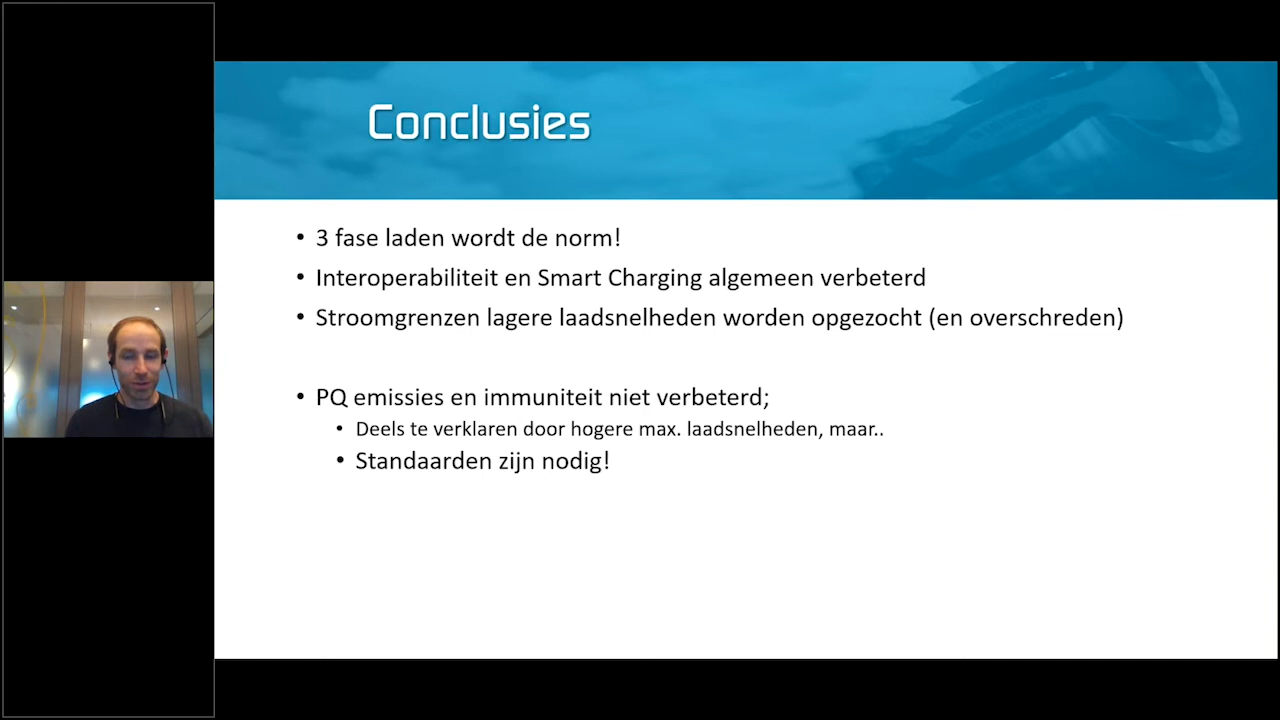 Conclusies
• 3 fase laden wordt de norm!
• Interoperabiliteit en Smart Charging algemeen verbeterd
• Stroomgrenzen lagere laadsnelheden worden opgezocht (en overschreden)
• PQ emissies en immuniteit niet verbeterd;
• Deels te verklaren door hogere max. laadsnelheden, maar..
• Standaarden zijn nodig!